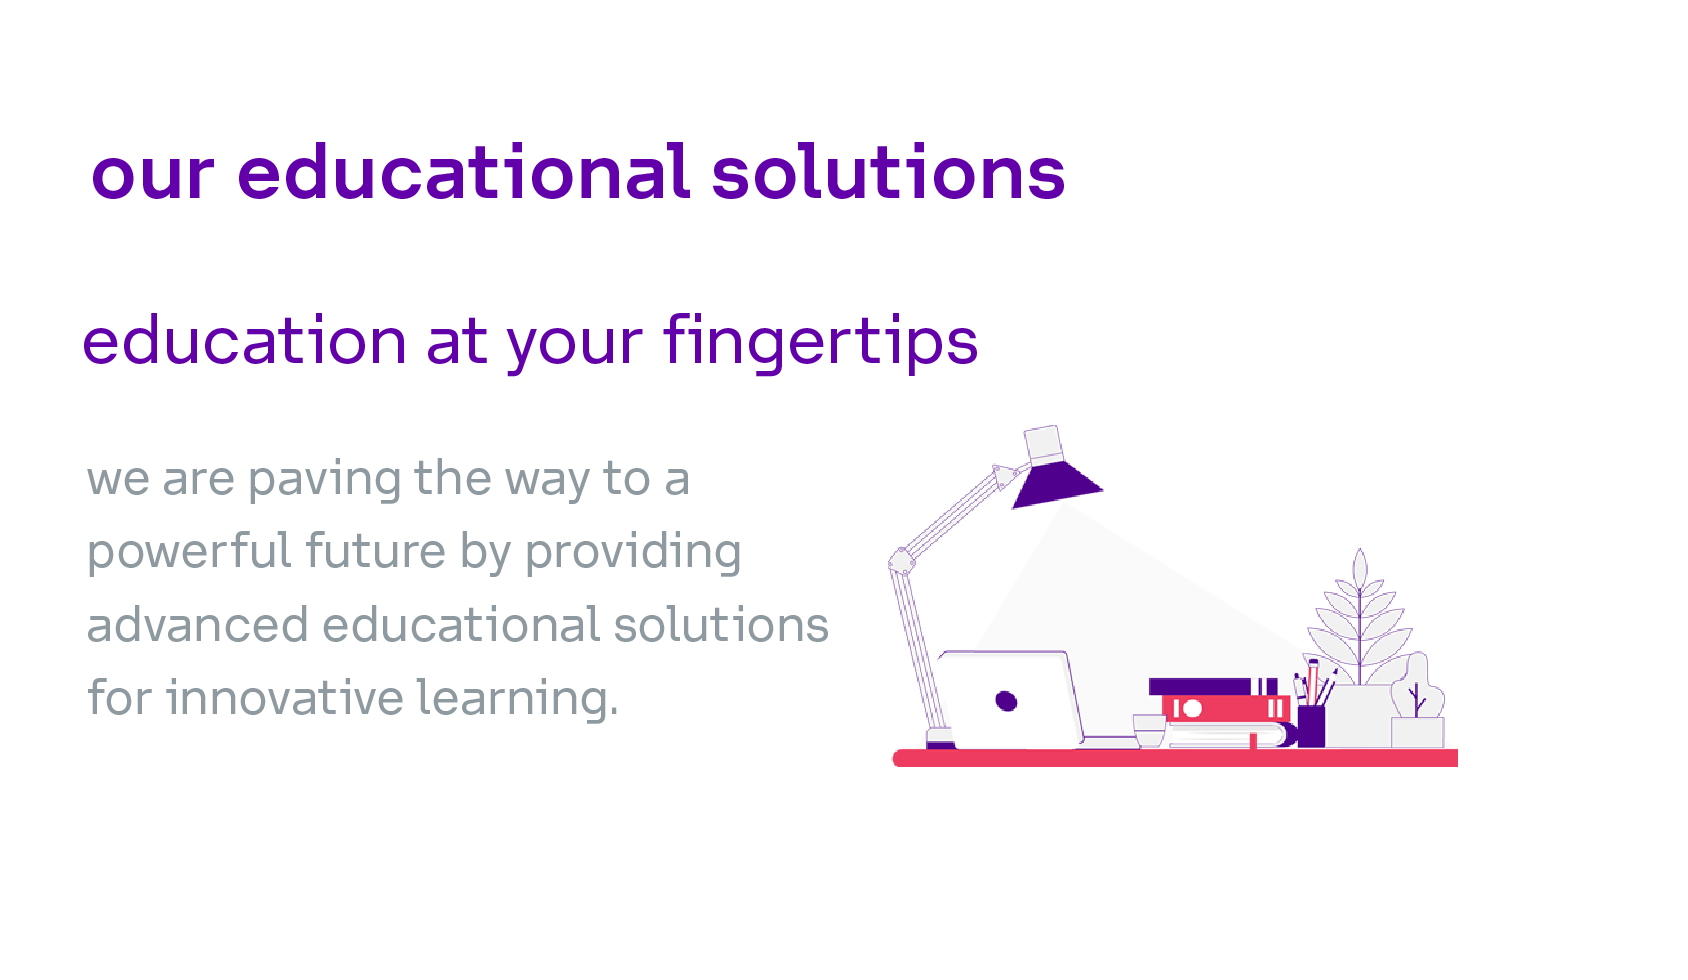 our educational solutions
education at your fingertips
we are paving the way to a
powerful future by providing
advanced educational solutions
for innovative learning.